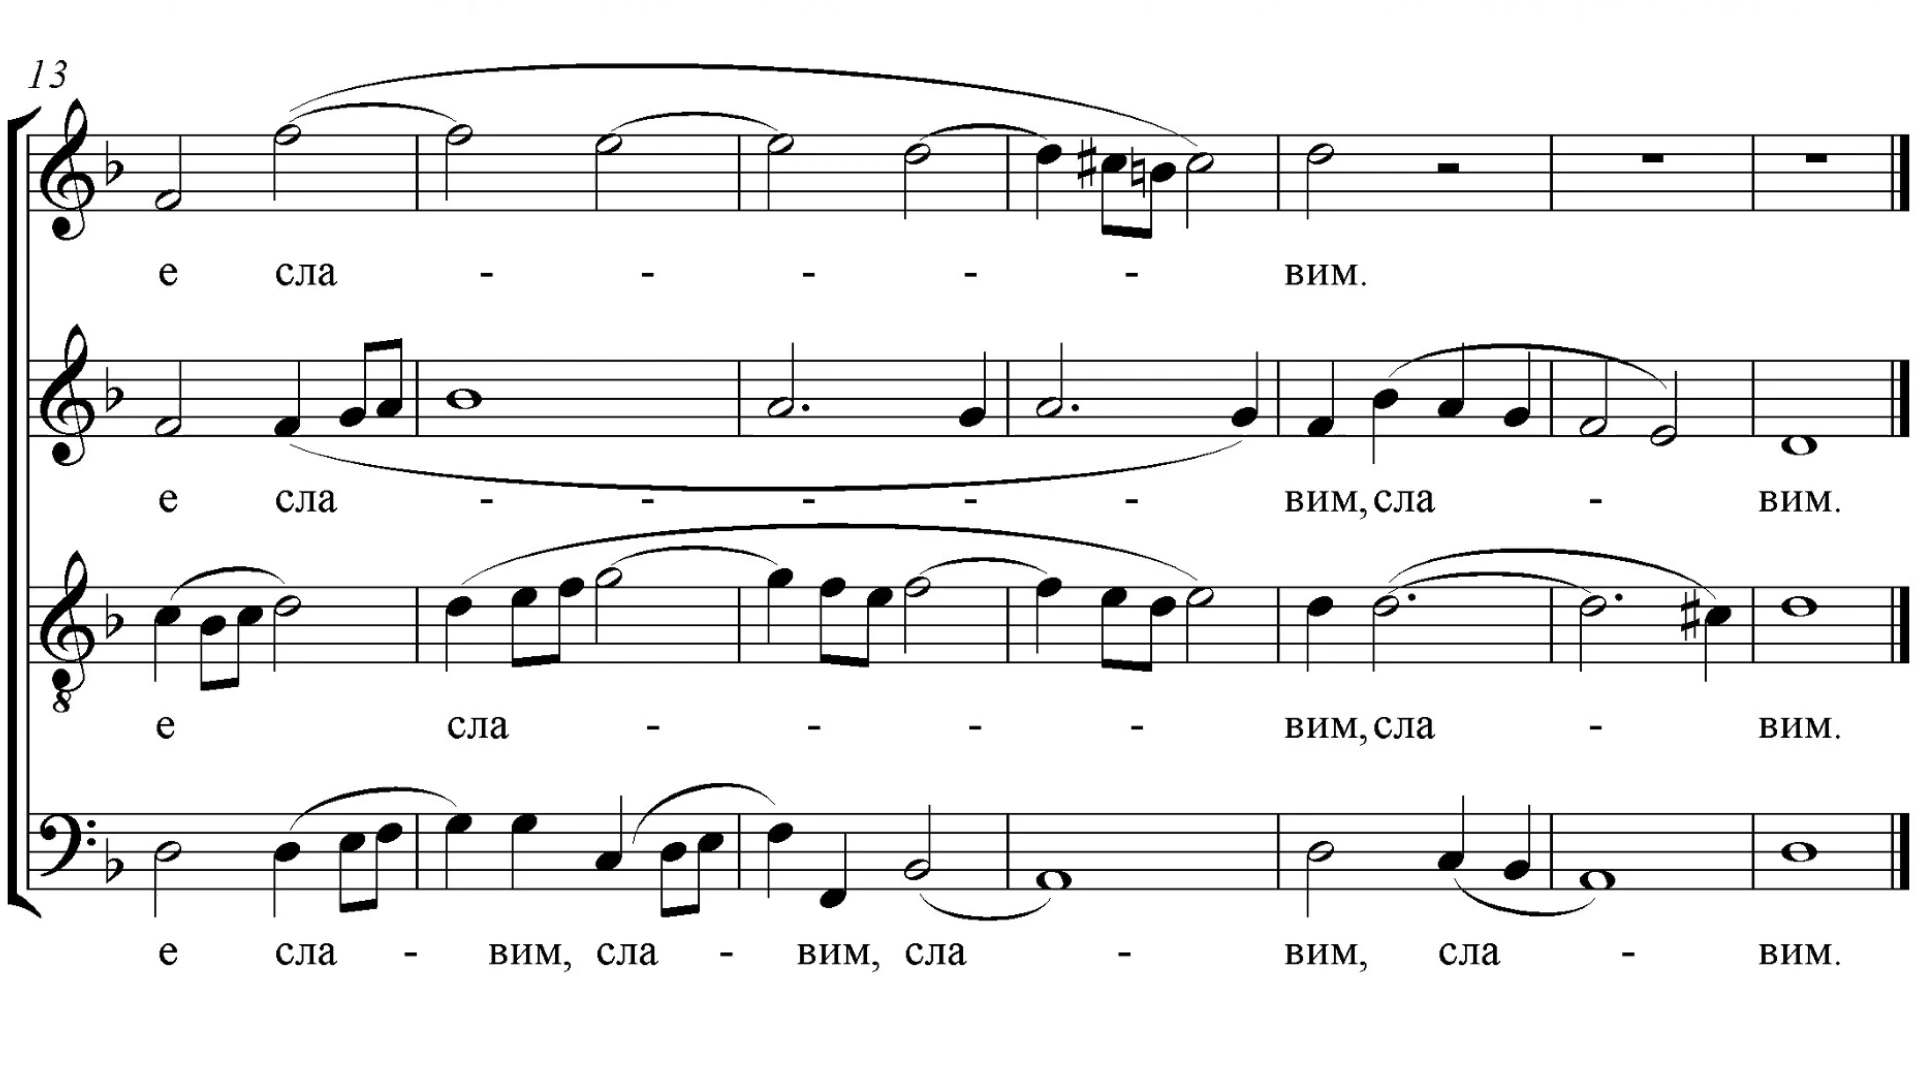 13
е сла - - - - - вим.
е сла - - - - - вим, сла - вим.
8
е сла - - - - вим, сла - вим.
е сла - вим, сла - вим, сла - вим, сла - вим.